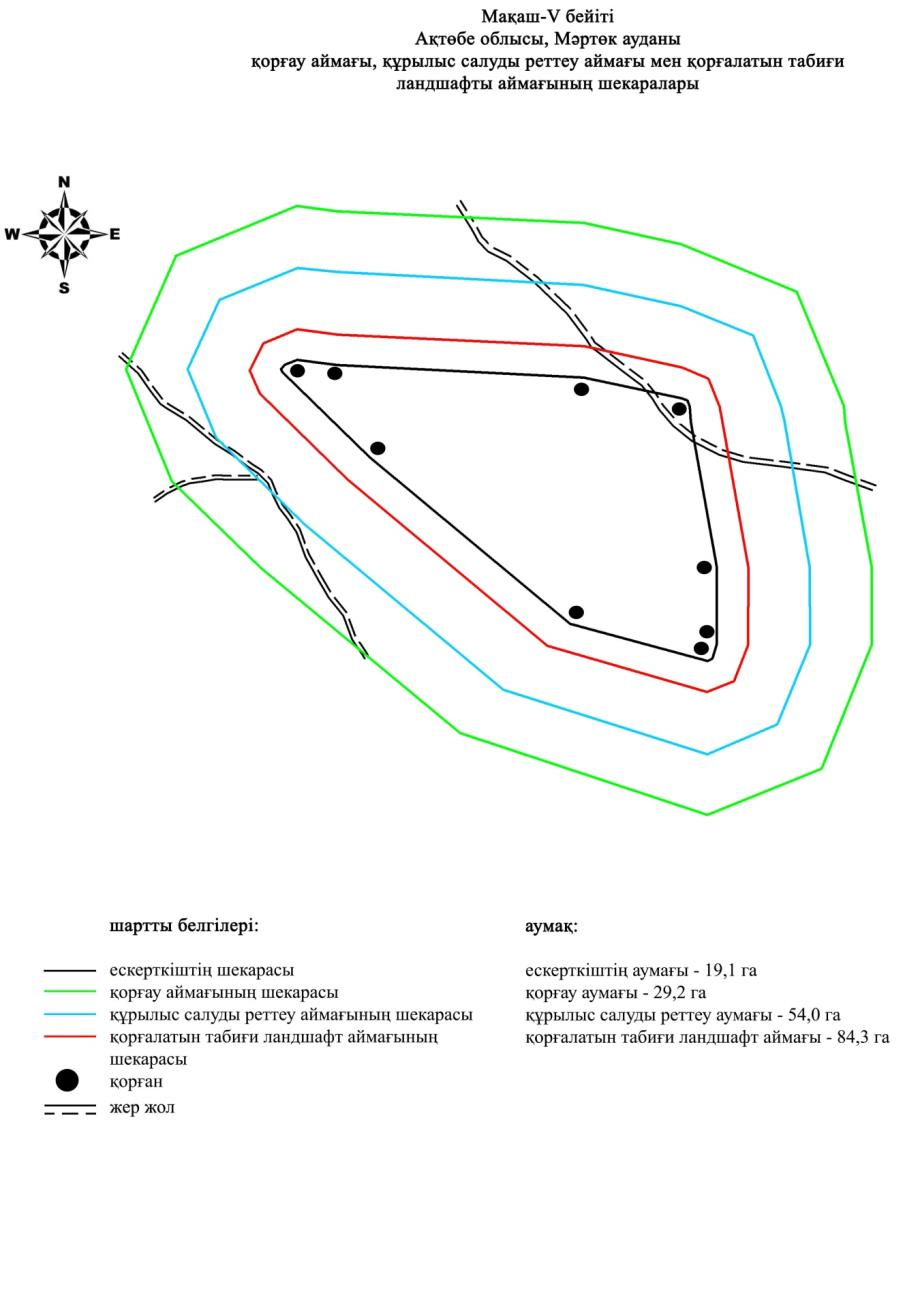 Мақаш-V бейіті
Ақтөбе облысы, Мәртөк ауданы
қорғау аймағы, құрылыс салуды реттеу аймағы мен қорғалатын табиғи
ландшафты аймағының шекаралары
N
W
E
S
шартты белгілері:
ескерткіштің шекарасы
қорғау аймағының шекарасы
құрылыс салуды реттеу аймағының шекарасы
қорғалатын табиғи ландшафт аймағының
шекарасы
қорған
жер жол
аумақ:
ескерткіштің аумағы - 19,1 га
қорғау аумағы - 29,2 га
құрылыс салуды реттеу аумағы - 54,0 га
қорғалатын табиғи ландшафт аймағы - 84,3 га